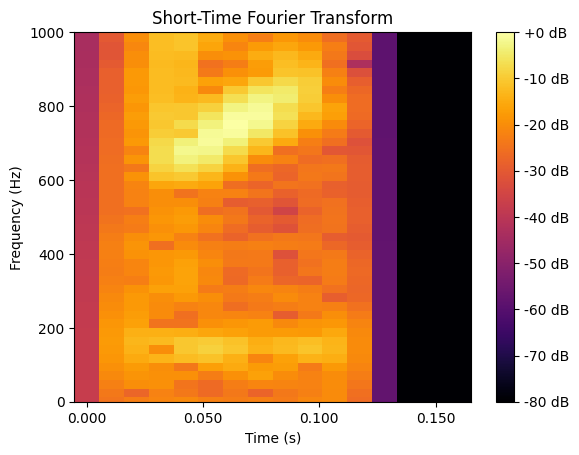 Short-Time Fourier Transform
1000
800
600
400
200
0
Frequency (Hz)
0.000
0.050
0.100
0.150
Time (s)
+0 dB
-10 dB
-20 dB
-30 dB
-40 dB
-50 dB
-60 dB
-70 dB
-80 dB